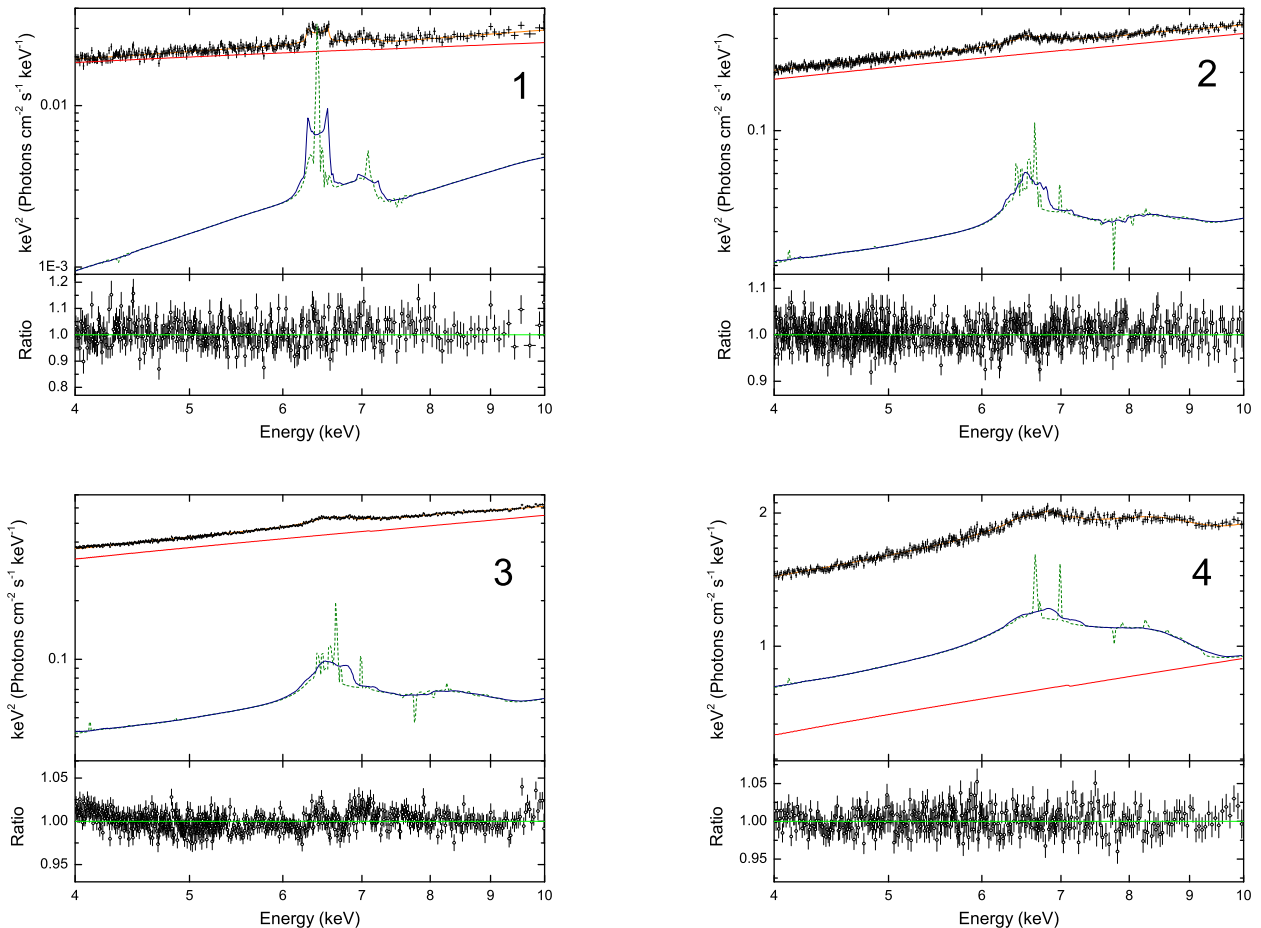 keV² (Photons cm⁻² s⁻¹ keV⁻¹)
0.01
1E-3
1
Ratio
1.2
1.1
1.0
0.9
0.8
4 5 6 7 8 9 10
Energy (keV)
keV² (Photons cm⁻² s⁻¹ keV⁻¹)
0.1
2
Ratio
1.1
1.0
0.9
4 5 6 7 8 9 10
Energy (keV)
keV² (Photons cm⁻² s⁻¹ keV⁻¹)
0.1
3
Ratio
1.05
1.00
0.95
4 5 6 7 8 9 10
Energy (keV)
keV² (Photons cm⁻² s⁻¹ keV⁻¹)
2
1
4
Ratio
1.05
1.00
0.95
4 5 6 7 8 9 10
Energy (keV)